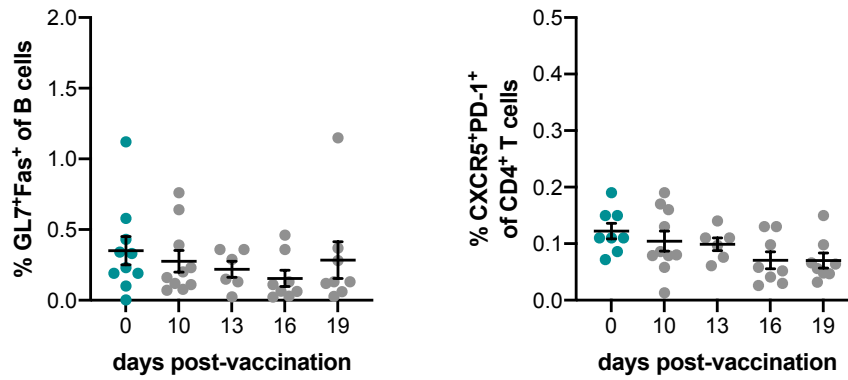 % GL7+Fas+ of B cells
2.0
1.5
1.0
0.5
0.0
0 10 13 16 19
days post-vaccination
% CXCR5+PD-1+
of CD4+ T cells
0.5
0.4
0.3
0.2
0.1
0.0
0 10 13 16 19
days post-vaccination